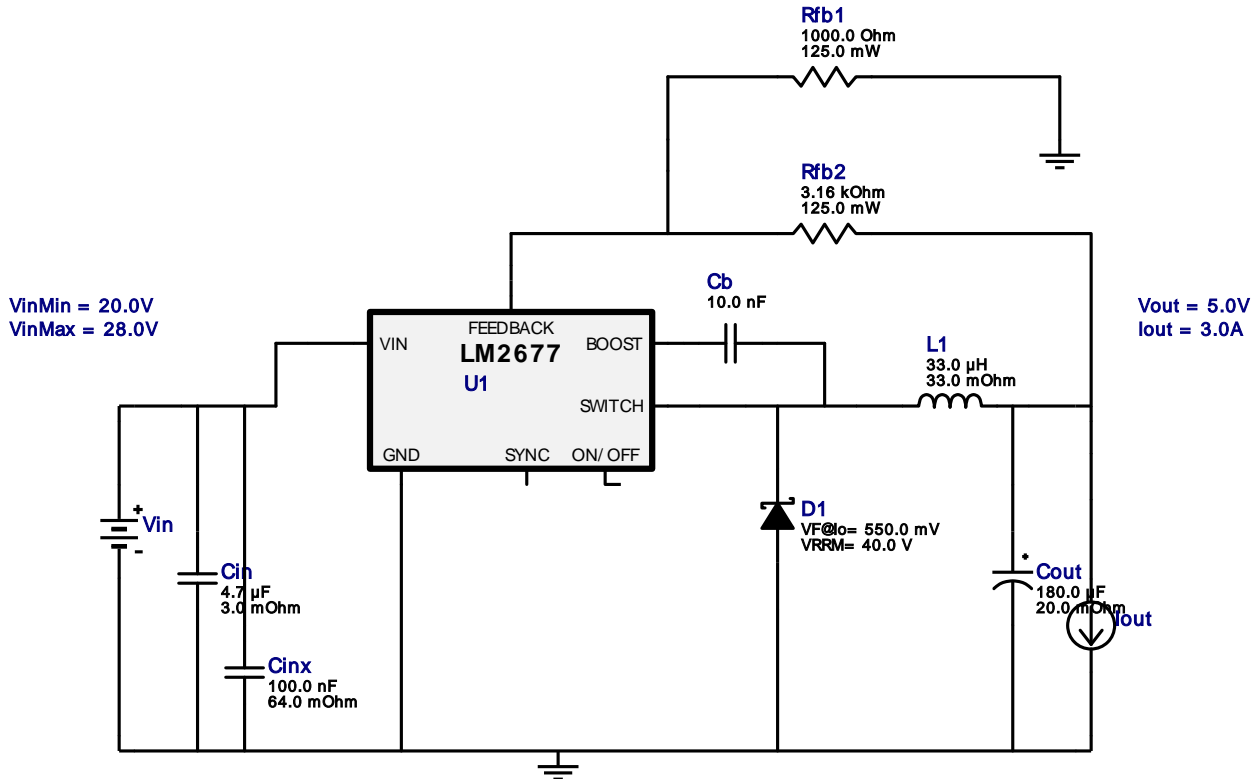 Rfb1
1000.0 Ohm
125.0 mW
Rfb2
3.16 kOhm
125.0 mW
VinMin = 20.0V
VinMax = 28.0V
Cb
10.0 nF
Vout = 5.0V
Iout = 3.0A
FEEDBACK
VIN
LM2677
BOOST
U1
SWITCH
GND
SYNC
ON/ OFF
L1
33.0 µH
33.0 mOhm
+
Vin
-
D1
VF@Io= 550.0 mV
VRRM= 40.0 V
Cin
4.7 µF
3.0 mOhm
+
Cout
180.0 µF
20.0 mOhm
Iout
Cinx
100.0 nF
64.0 mOhm